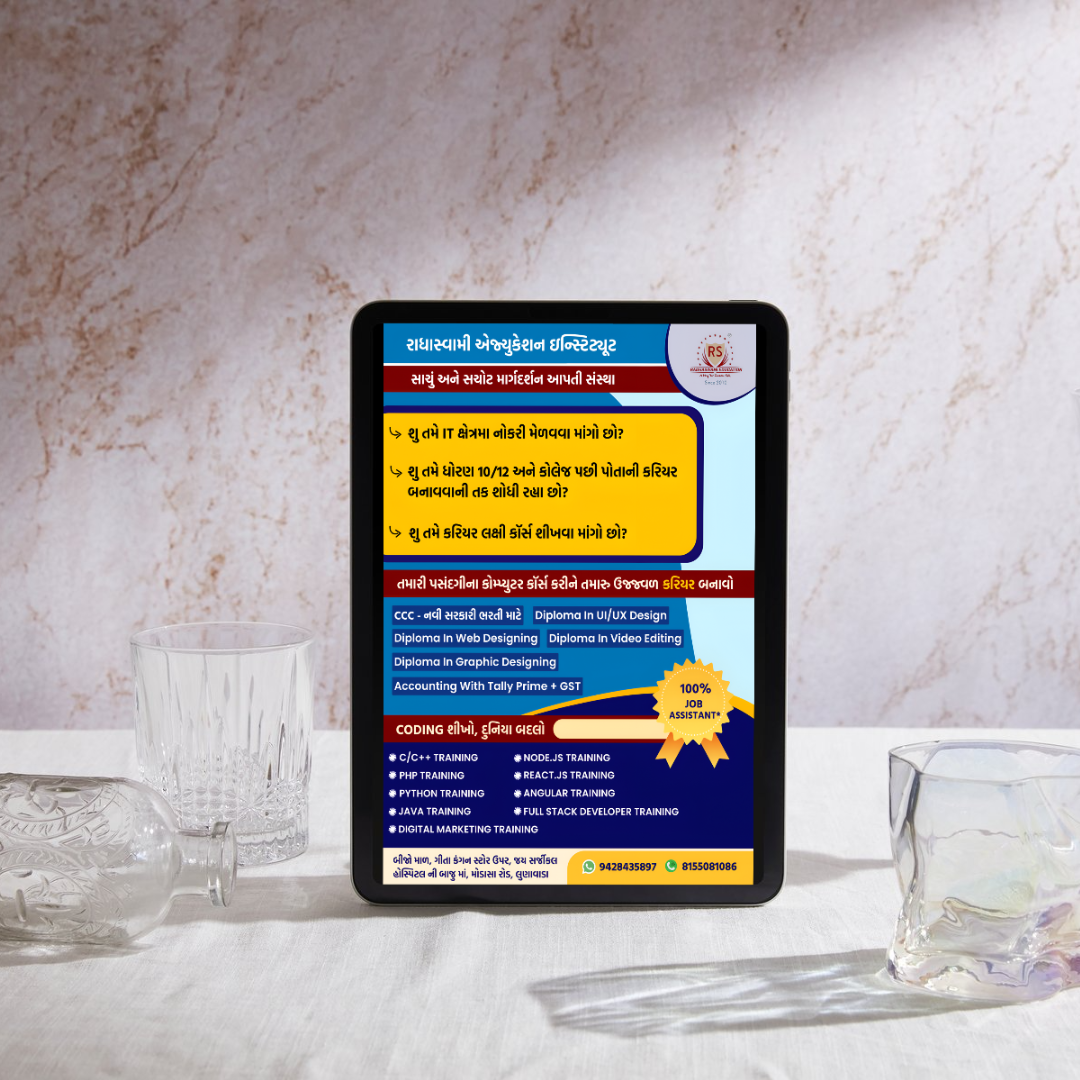 રાધાસ્વામી એજ્યુકેશન ઇન્સ્ટિટ્યૂટ
RS
Since 2012
સાચું અને સચોટ માર્ગદર્શન આપતી સંસ્થા
શુ તમે IT ક્ષેત્રમા નોકરી મેળવવા માંગો છો?
શુ તમે ધોરણ 10/12 અને કોલેજ પછી પોતાની કરિયર
બનાવવાની તક શોધી રહ્યા છો?
શુ તમે કરિયર લક્ષી કૉર્સ શીખવા માંગો છો?
તમારી પસંદગીના કોમ્પ્યુટર કૉર્સ કરીને તમારુ ઉજ્જવળ કરિયર બનાવો
CCC - નવી સરકારી ભરતી માટે Diploma In UI/UX Design
Diploma In Web Designing Diploma In Video Editing
Diploma In Graphic Designing
Accounting With Tally Prime + GST
100%
JOB
ASSISTANT*
CODING શીખો, દુનિયા બદલો
C/C++ TRAINING NODE.JS TRAINING
PHP TRAINING REACT.JS TRAINING
PYTHON TRAINING ANGULAR TRAINING
JAVA TRAINING FULL STACK DEVELOPER TRAINING
DIGITAL MARKETING TRAINING
બીજો માળ, ગીતા કંગન સ્ટોર ઉપર, જય સર્જીકલ
હોસ્પિટલ ની બાજુ માં, મોડાસા રોડ, લુણાવાડા
9428435897 8155081086